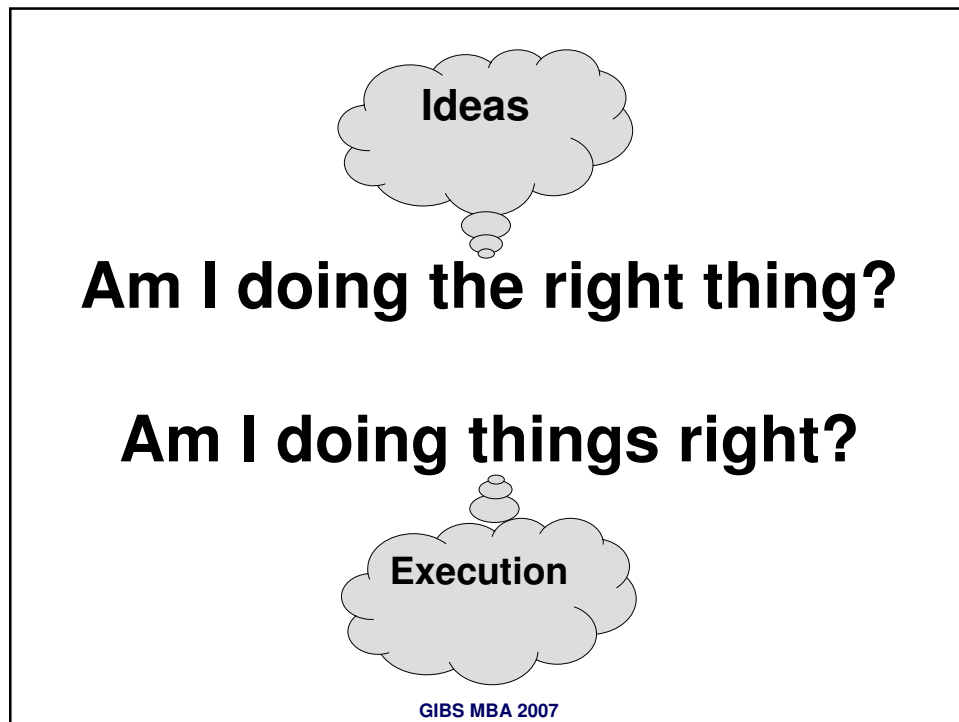 Ideas
Am I doing the right thing?
Am I doing things right?
Execution
GIBS MBA 2007